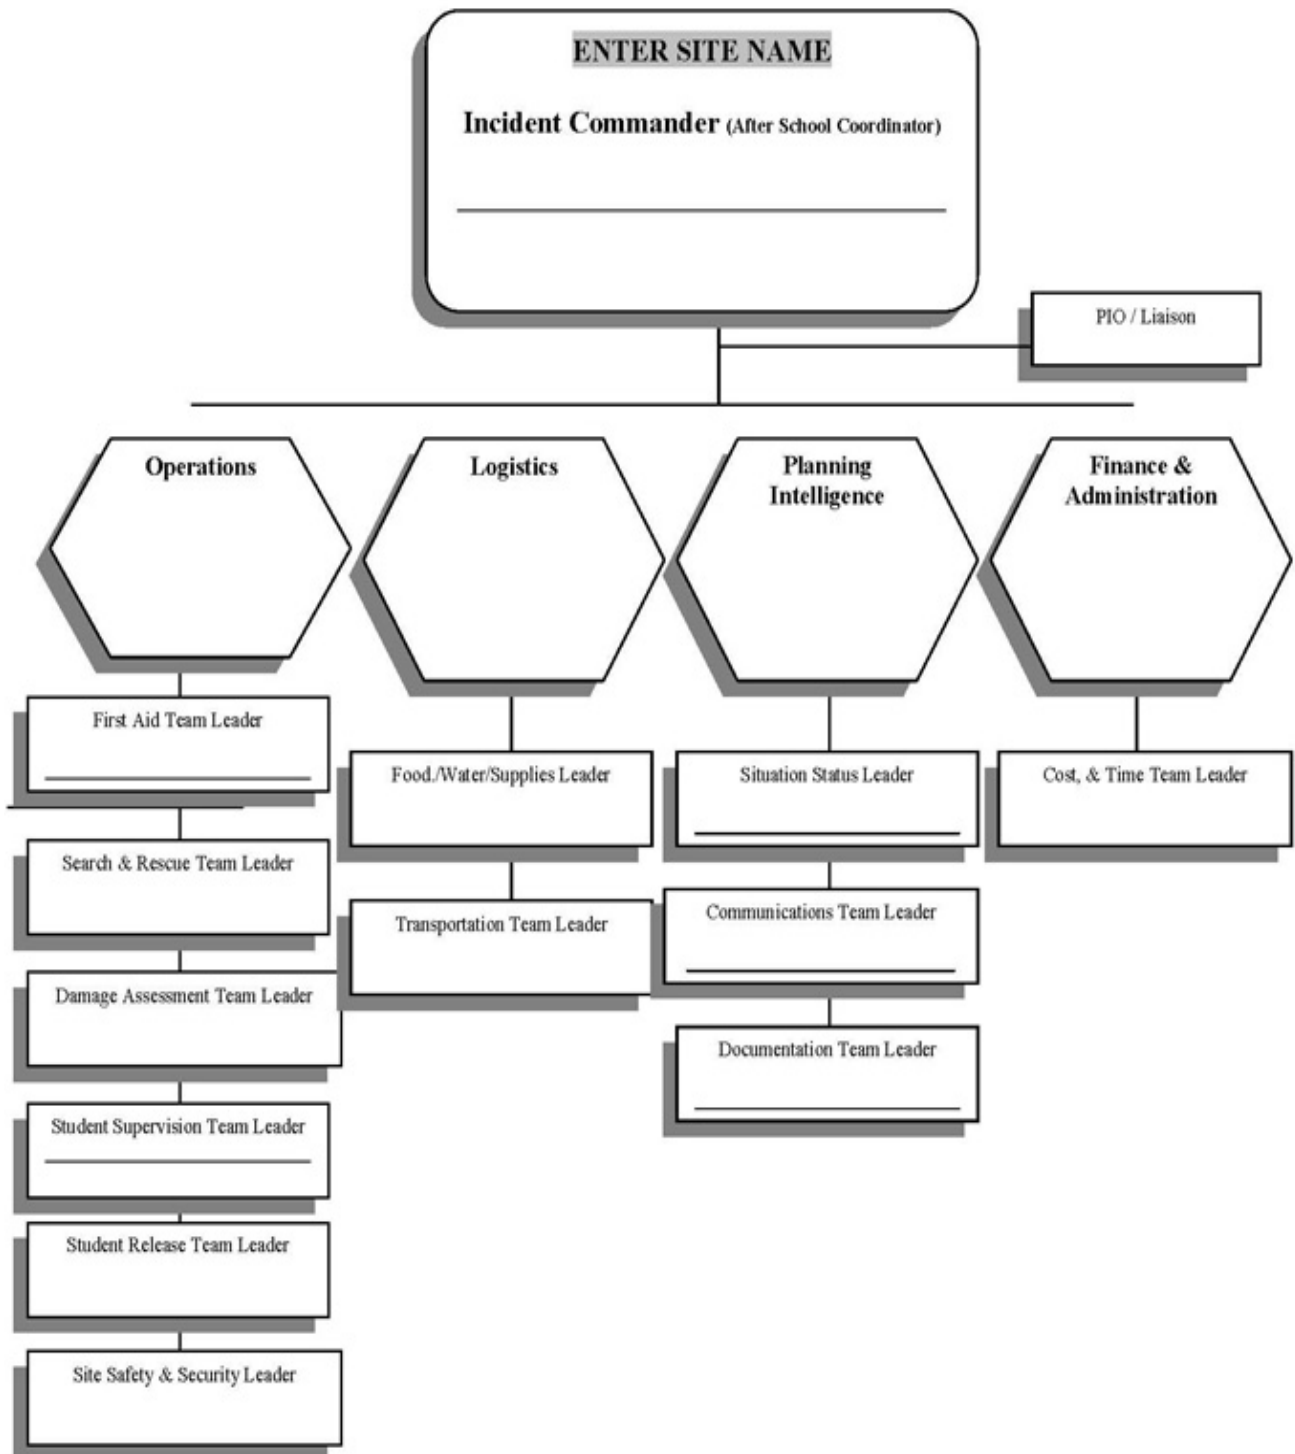 ENTER SITE NAME
Incident Commander (After School Coordinator)
PIO / Liaison
Operations
First Aid Team Leader
Search & Rescue Team Leader
Damage Assessment Team Leader
Student Supervision Team Leader
Student Release Team Leader
Site Safety & Security Leader
Logistics
Food./Water/Supplies Leader
Transportation Team Leader
Planning
Intelligence
Situation Status Leader
Communications Team Leader
Documentation Team Leader
Finance &
Administration
Cost, & Time Team Leader